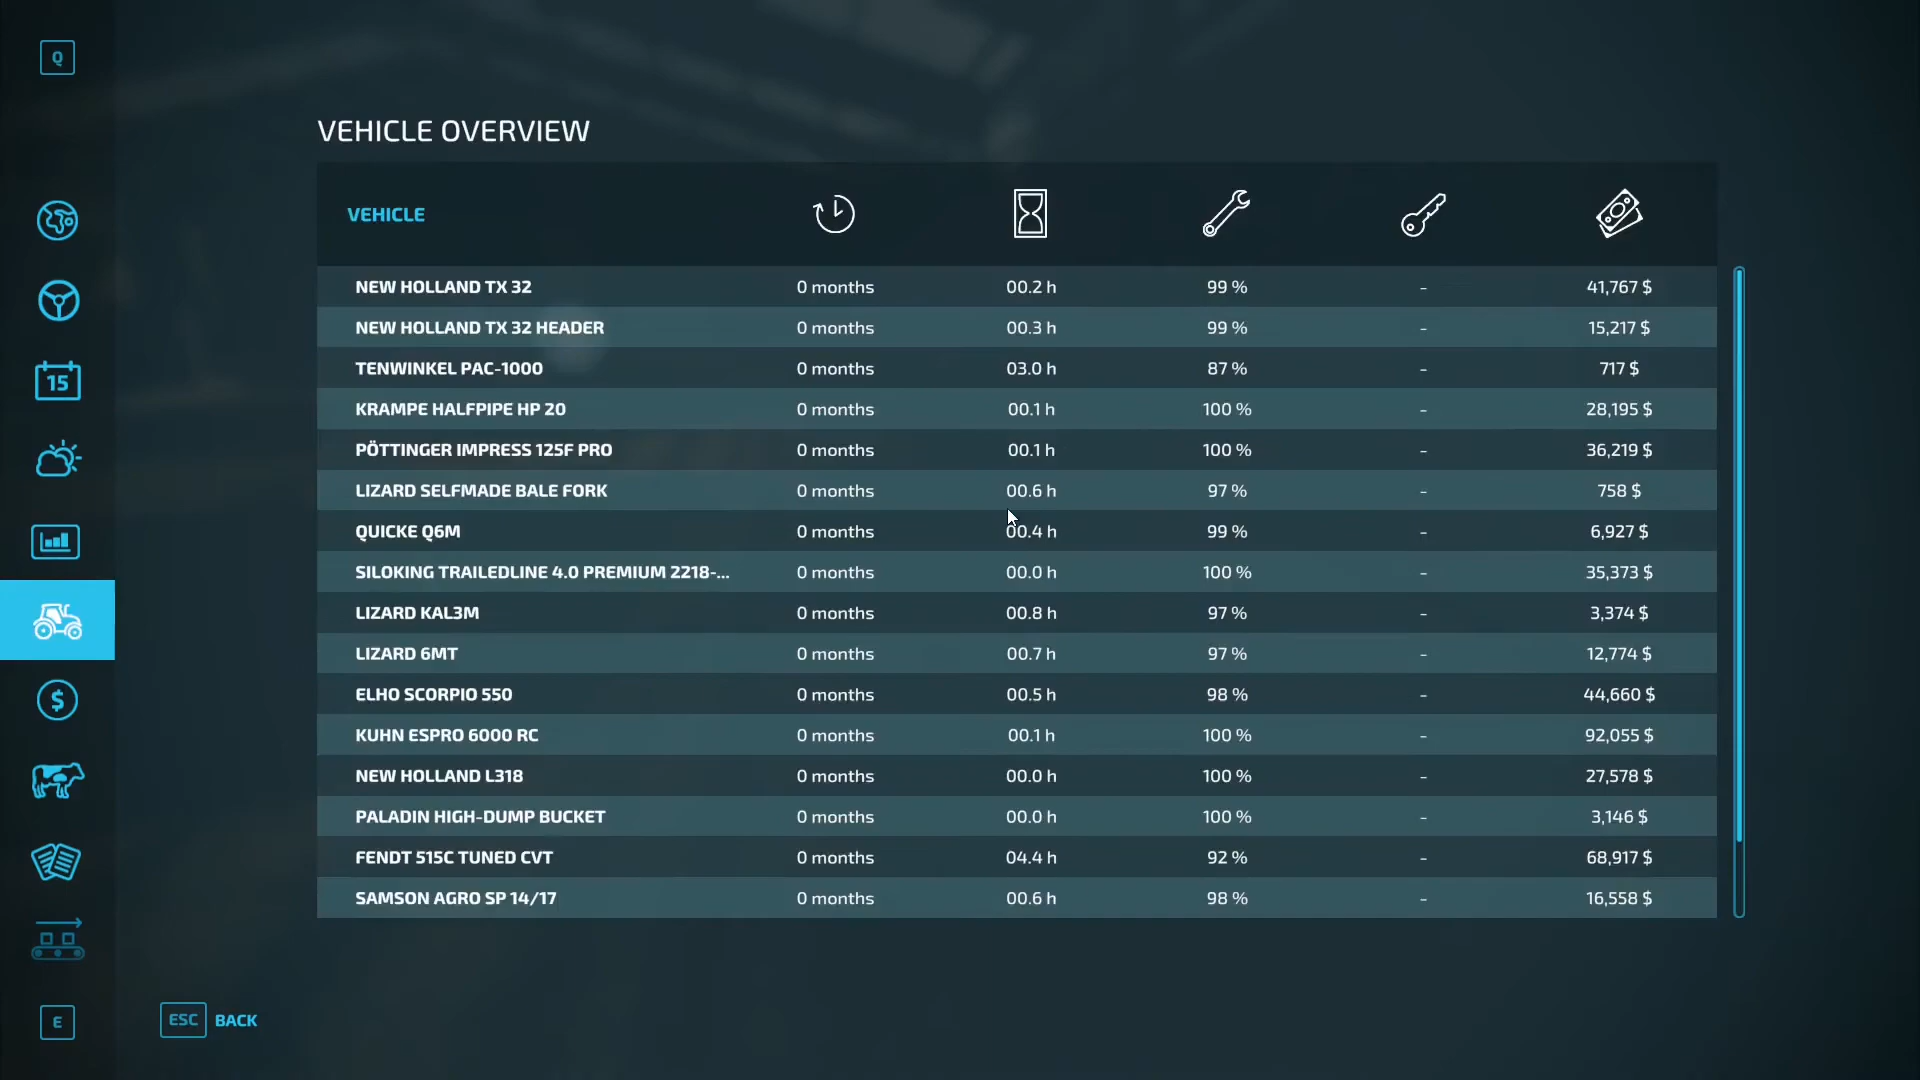 Q
VEHICLE OVERVIEW
VEHICLE
NEW HOLLAND TX 32 0 months 00.2 h 99 % - 41,767 $
NEW HOLLAND TX 32 HEADER 0 months 00.3 h 99 % - 15,217 $
TENWINKEL PAC-1000 0 months 03.0 h 87 % - 717 $
KRAMPE HALFPIPE HP 20 0 months 00.1 h 100 % - 28,195 $
PÖTTINGER IMPRESS 125F PRO 0 months 00.1 h 100 % - 36,219 $
LIZARD SELFMADE BALE FORK 0 months 00.6 h 97 % - 758 $
QUICKE Q6M 0 months 00.4 h 99 % - 6,927 $
SILOKING TRAILEDLINE 4.0 PREMIUM 2218-... 0 months 00.0 h 100 % - 35,373 $
LIZARD KAL3M 0 months 00.8 h 97 % - 3,374 $
LIZARD 6MT 0 months 00.7 h 97 % - 12,774 $
ELHO SCORPIO 550 0 months 00.5 h 98 % - 44,660 $
KUHN ESPRO 6000 RC 0 months 00.1 h 100 % - 92,055 $
NEW HOLLAND L318 0 months 00.0 h 100 % - 27,578 $
PALADIN HIGH-DUMP BUCKET 0 months 00.0 h 100 % - 3,146 $
FENDT 515C TUNED CVT 0 months 04.4 h 92 % - 68,917 $
SAMSON AGRO SP 14/17 0 months 00.6 h 98 % - 16,558 $
15
$
E
ESC BACK